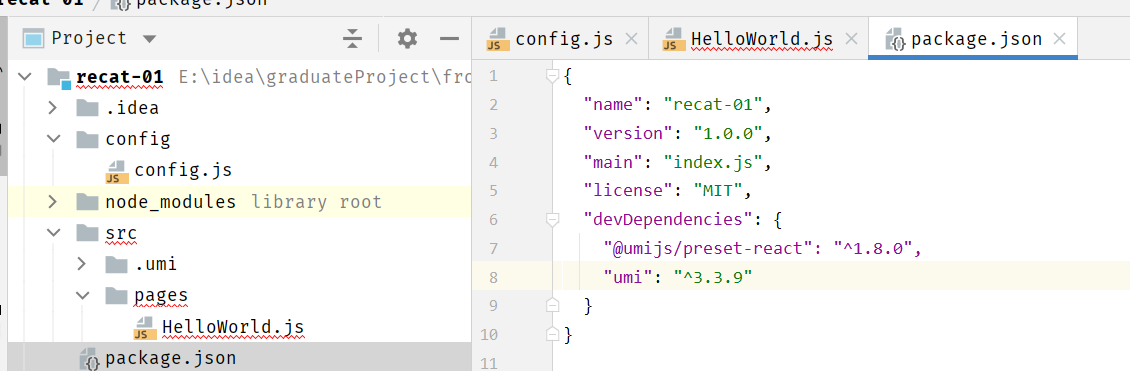 recat-01 / package.json
Project
config.js
HelloWorld.js
package.json
recat-01 E:\idea\graduateProject\fro
.idea
config
config.js
node_modules library root
src
.umi
pages
HelloWorld.js
package.json
1 {
2 "name": "recat-01",
3 "version": "1.0.0",
4 "main": "index.js",
5 "license": "MIT",
6 "devDependencies": {
7 "@umijs/preset-react": "^1.8.0",
8 "umi": "^3.3.9"
9 }
10 }
11